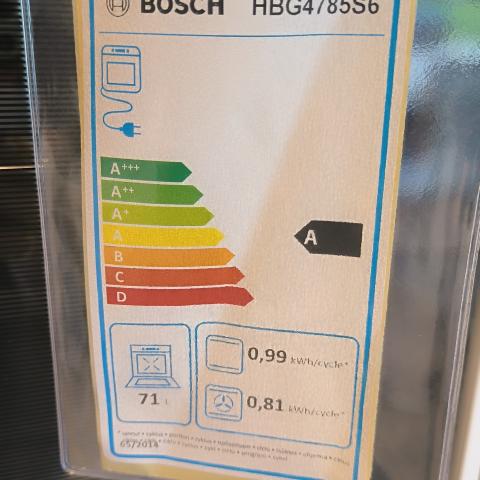 BOSCH HBG4785S6
A+++
A++
A+
A
A
B
C
D
0,99 kWh/cycle*
71 L
0,81 kWh/cycle*
65/2014